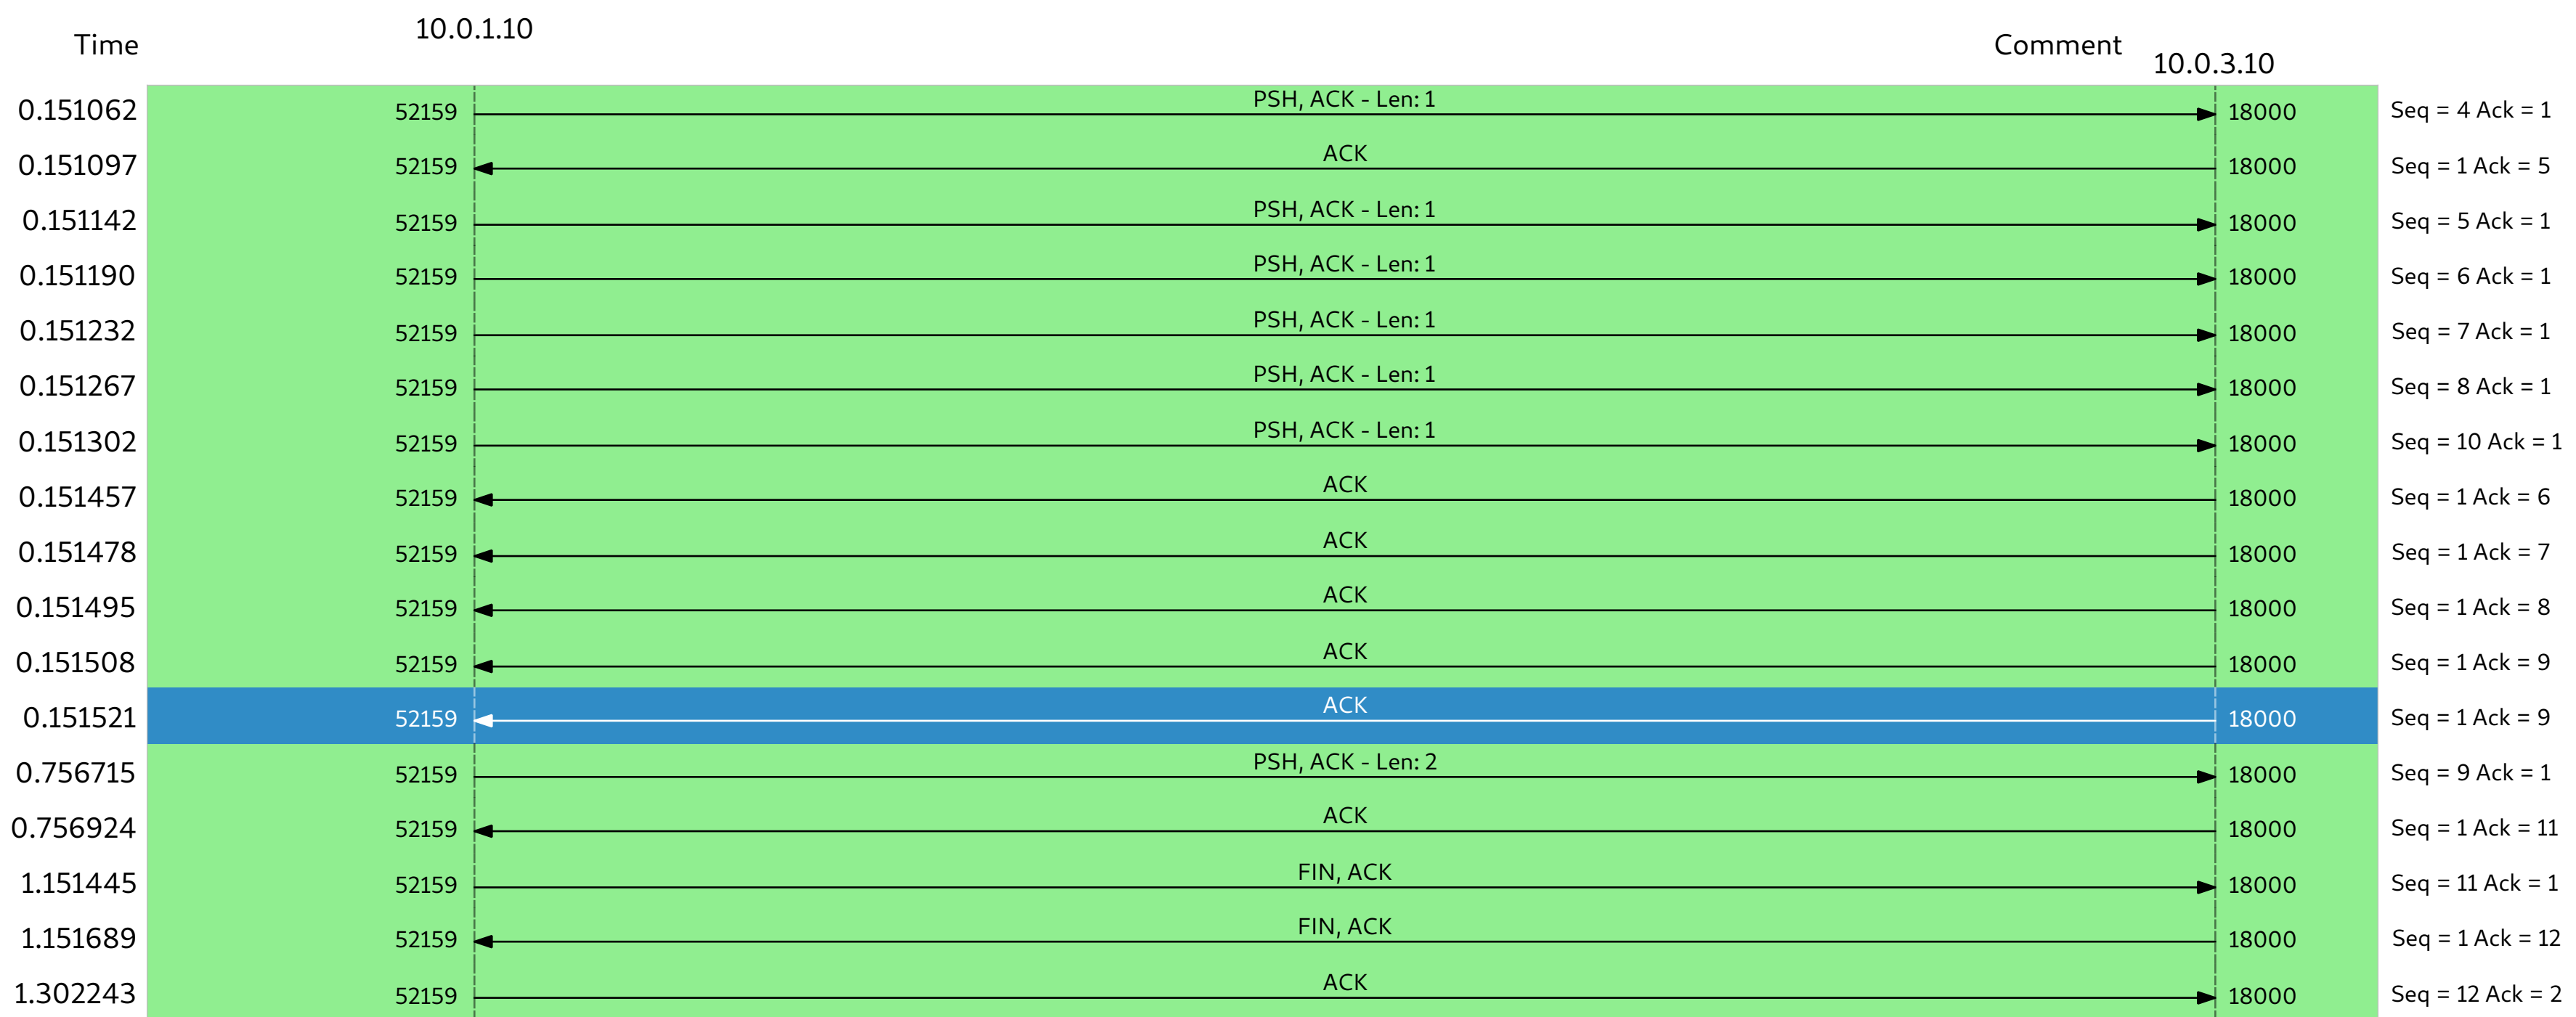 Time 10.0.1.10 Comment 10.0.3.10
0.151062 52159 PSH, ACK - Len: 1 18000 Seq = 4 Ack = 1
0.151097 52159 ACK 18000 Seq = 1 Ack = 5
0.151142 52159 PSH, ACK - Len: 1 18000 Seq = 5 Ack = 1
0.151190 52159 PSH, ACK - Len: 1 18000 Seq = 6 Ack = 1
0.151232 52159 PSH, ACK - Len: 1 18000 Seq = 7 Ack = 1
0.151267 52159 PSH, ACK - Len: 1 18000 Seq = 8 Ack = 1
0.151302 52159 PSH, ACK - Len: 1 18000 Seq = 10 Ack = 1
0.151457 52159 ACK 18000 Seq = 1 Ack = 6
0.151478 52159 ACK 18000 Seq = 1 Ack = 7
0.151495 52159 ACK 18000 Seq = 1 Ack = 8
0.151508 52159 ACK 18000 Seq = 1 Ack = 9
0.151521 52159 ACK 18000 Seq = 1 Ack = 9
0.756715 52159 PSH, ACK - Len: 2 18000 Seq = 9 Ack = 1
0.756924 52159 ACK 18000 Seq = 1 Ack = 11
1.151445 52159 FIN, ACK 18000 Seq = 11 Ack = 1
1.151689 52159 FIN, ACK 18000 Seq = 1 Ack = 12
1.302243 52159 ACK 18000 Seq = 12 Ack = 2